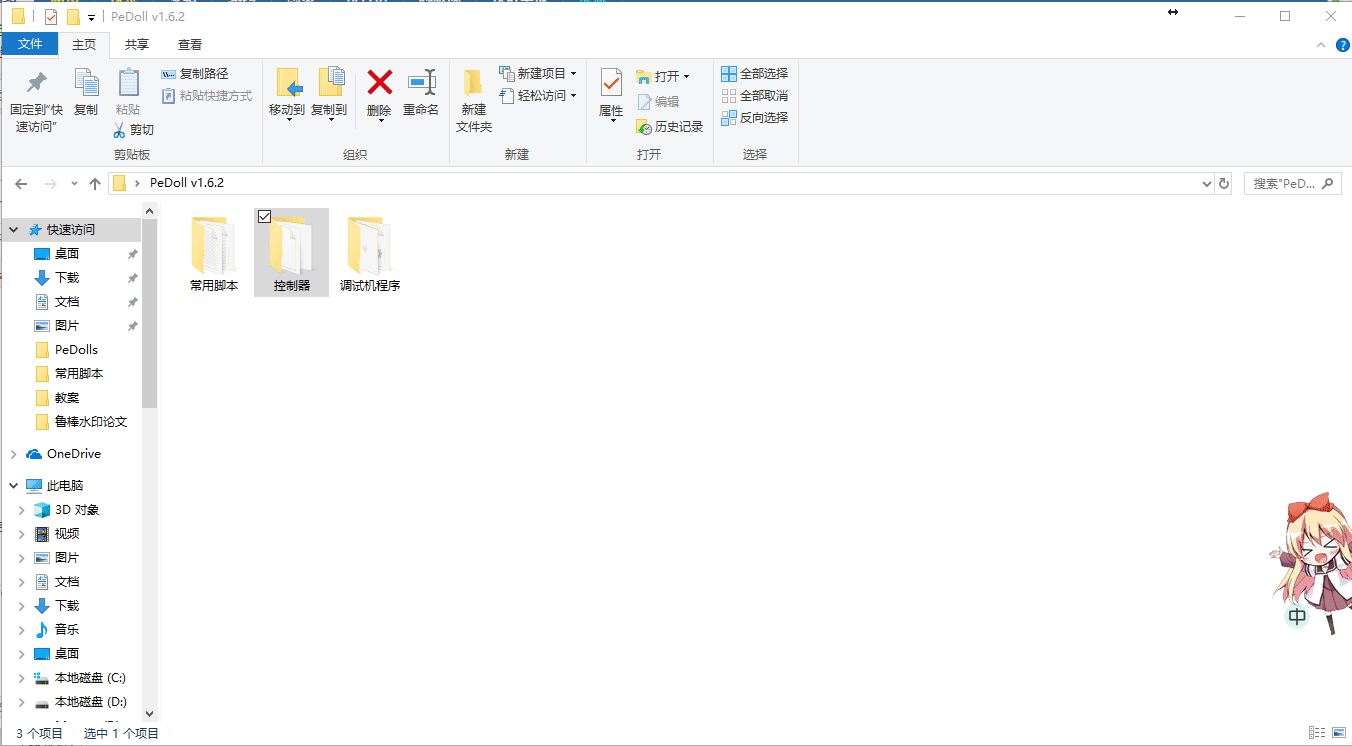 PeDoll v1.6.2
文件 主页 共享 查看
固定到"快速访问"
复制
粘贴
复制路径
粘贴快捷方式
剪切
剪贴板
移动到
复制到
删除
重命名
组织
新建文件夹
新建项目
轻松访问
新建
属性
打开
编辑
历史记录
打开
全部选择
全部取消
反向选择
选择
PeDoll v1.6.2
搜索"PeD...
快速访问
桌面
下载
文档
图片
PeDolls
常用脚本
教案
鲁棒水印论文
OneDrive
此电脑
3D 对象
视频
图片
文档
下载
音乐
桌面
本地磁盘 (C:)
本地磁盘 (D:)
常用脚本
控制器
调试机程序
中
3 个项目 选中 1 个项目